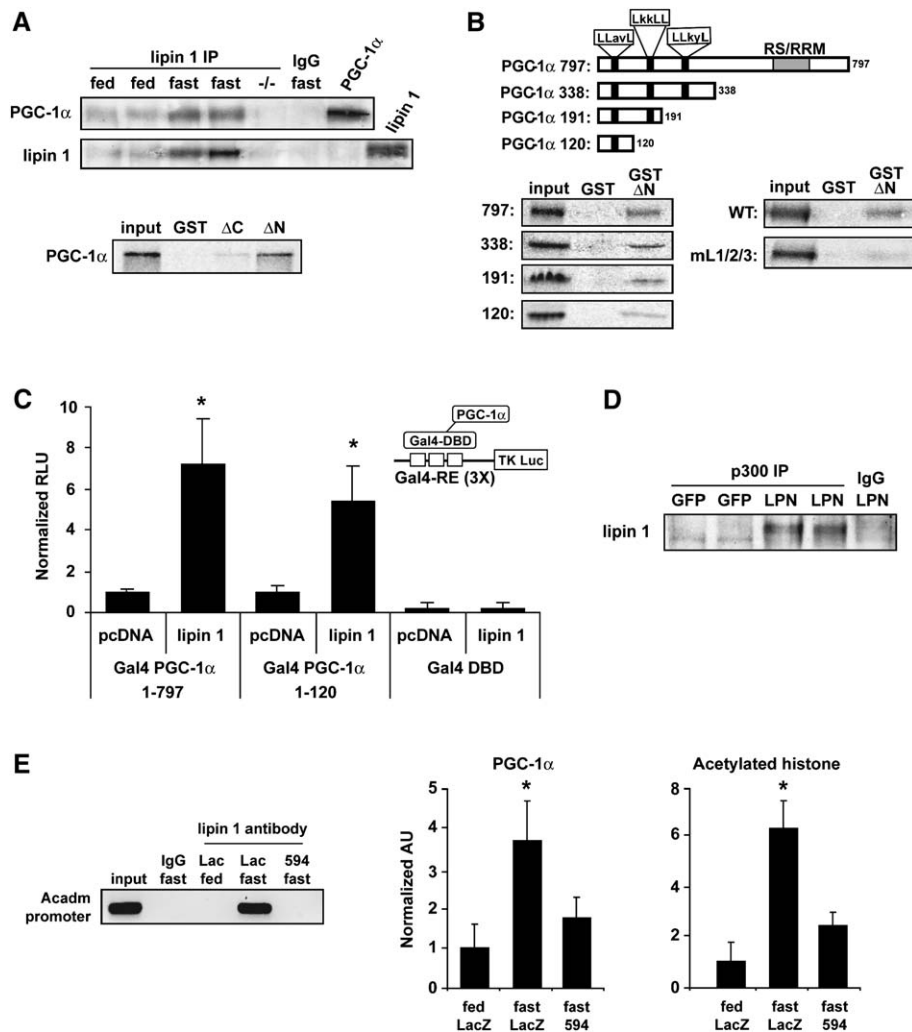 A
lipin 1 IP
IgG
fed fed fast fast -/- fast
PGC-1α
lipin 1
PGC-1α
lipin 1
input GST ΔC ΔN
PGC-1α
B
LkkLL
LLavL LLkyL
RS/RRM
PGC-1α 797: 797
PGC-1α 338: 338
PGC-1α 191: 191
PGC-1α 120: 120
GST
input GST ΔN
797:
338:
191:
120:
GST
input GST ΔN
WT:
mL1/2/3:
C
Normalized RLU
10
8
6
4
2
0
* *
PGC-1α
Gal4-DBD
TK Luc
Gal4-RE (3X)
pcDNA lipin 1 pcDNA lipin 1 pcDNA lipin 1
Gal4 PGC-1α Gal4 PGC-1α Gal4 DBD
1-797 1-120
D
p300 IP IgG
GFP GFP LPN LPN LPN
lipin 1
E
lipin 1 antibody
IgG Lac Lac 594
input fast fed fast fast
Acadm
promoter
PGC-1α
Normalized AU
5
4
3
2
1
0
*
fed fast fast
LacZ LacZ 594
Acetylated histone
8
6
4
2
0
*
fed fast fast
LacZ LacZ 594